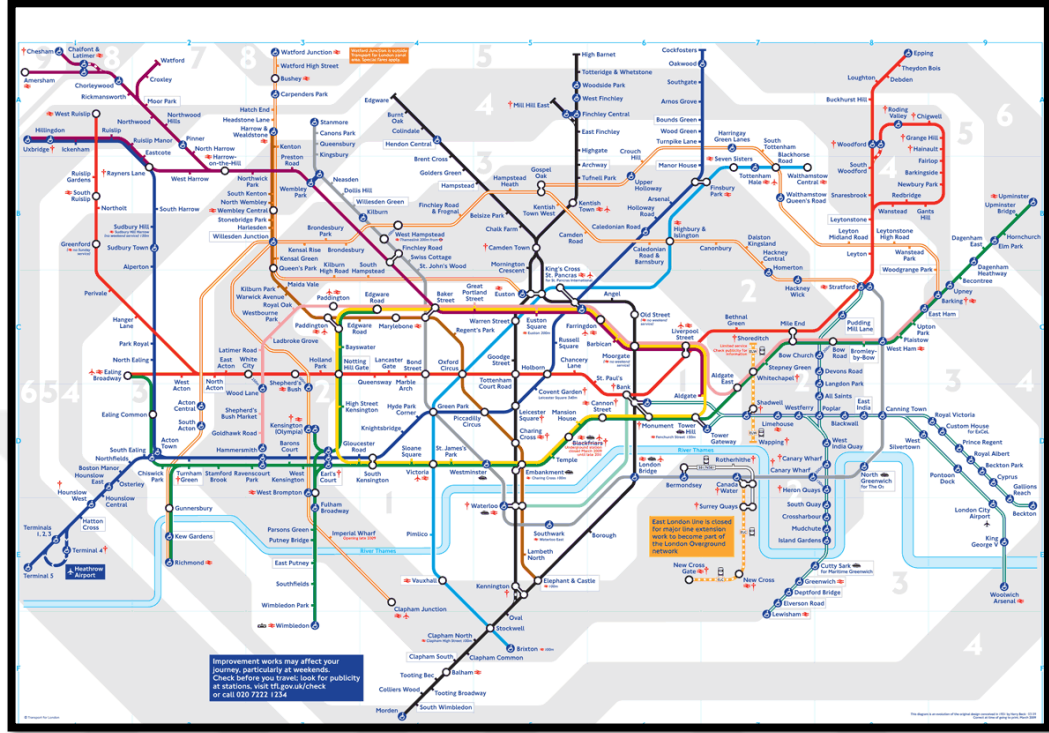 Chesham
Chalfont &
Latimer
Watford
Amersham
Chorleywood
Croxley
Rickmansworth
Moor Park
Northwood
Northwood
Hills
Pinner
North Harrow
Harrow-
on-the-Hill
West Harrow
Northwick
Park
Preston
Road
Wembley
Park
West Ruislip
Hillingdon
Ruislip
Uxbridge
Ickenham
Ruislip Manor
Eastcote
Rayners Lane
Ruislip
Gardens
South
Ruislip
South Harrow
Northolt
Sudbury Hill
Sudbury Town
Greenford
Alperton
Perivale
Hanger
Lane
Park Royal
North Ealing
Ealing
Broadway
West
Acton
North
Acton
Ealing Common
Acton
Town
South Ealing
Northfields
Boston Manor
Hounslow
East
Osterley
Hounslow
West
Hounslow
Central
Hatton
Cross
Terminals
1,2,3
Terminal 4
Terminal 5
Heathrow
Airport
Watford Junction
Watford High Street
Bushey
Carpenders Park
Hatch End
Headstone Lane
Harrow &
Wealdstone
Kenton
South Kenton
North Wembley
Wembley Central
Stonebridge Park
Harlesden
Willesden Junction
Kensal Green
Queen's Park
Kilburn Park
Maida Vale
Warwick Avenue
Royal Oak
Westbourne
Park
Ladbroke Grove
Latimer Road
Stanmore
Canons Park
Queensbury
Kingsbury
Neasden
Dollis Hill
Willesden Green
Kilburn
West Hampstead
Finchley Road
Swiss Cottage
St. John's Wood
Brondesbury
Park
Kensal Rise
Brondesbury
Kilburn
High Road
South
Hampstead
Finchley Road
& Frognal
Hampstead
Heath
Gospel
Oak
Edgware
Burnt
Oak
Colindale
Hendon Central
Brent Cross
Golders Green
Hampstead
Belsize Park
Chalk Farm
Camden Town
Mornington
Crescent
Euston
High Barnet
Totteridge & Whetstone
Woodside Park
West Finchley
Mill Hill East
Finchley Central
East Finchley
Highgate
Archway
Tufnell Park
Kentish
Town West
Kentish
Town
Camden
Road
Crouch
Hill
Upper
Holloway
Cockfosters
Oakwood
Southgate
Arnos Grove
Bounds Green
Wood Green
Turnpike Lane
Manor House
Harringay
Green Lanes
Seven Sisters
South
Tottenham
Tottenham
Hale
Blackhorse
Road
Walthamstow
Central
Walthamstow
Queen's Road
Finsbury
Park
Arsenal
Holloway
Road
Caledonian Road
Caledonian
Road &
Barnsbury
Highbury &
Islington
Canonbury
Dalston
Kingsland
Hackney
Central
Homerton
Hackney
Wick
Epping
Theydon Bois
Loughton
Debden
Buckhurst Hill
Roding
Valley
Chigwell
Grange Hill
Hainault
Fairlop
Barkingside
Newbury Park
Redbridge
Gants
Hill
Wanstead
Woodford
South
Woodford
Snaresbrook
Leytonstone
Leyton
Midland Road
Leyton
Leytonstone
High Road
Wanstead
Park
Woodgrange Park
Stratford
Upminster
Upminster
Bridge
Hornchurch
Elm Park
Dagenham
East
Dagenham
Heathway
Becontree
Upney
Barking
East Ham
Upton
Park
Plaistow
West Ham
Bromley-
by-Bow
Bow
Road
Bow Church
Pudding
Mill Lane
Mile End
Bethnal
Green
Stepney Green
Whitechapel
Shoreditch
Devons Road
Langdon Park
All Saints
Poplar
Blackwall
East
India
Canning Town
Royal Victoria
Custom House
for ExCeL
Prince Regent
Royal Albert
Beckton Park
Cyprus
Gallions
Reach
Beckton
West
Silvertown
Pontoon
Dock
London City
Airport
King
George V
Woolwich
Arsenal
Shadwell
Limehouse
Westferry
Wapping
West
India Quay
Canary Wharf
Canary Wharf
Heron Quays
South Quay
Crossharbour
Mudchute
Island Gardens
Cutty Sark
for Maritime Greenwich
Greenwich
Deptford Bridge
Elverson Road
Lewisham
North
Greenwich
for The O2
Rotherhithe
Canada
Water
Surrey Quays
New Cross
Gate
New Cross
Bermondsey
London
Bridge
East London line is closed
for major line extension
work to become part of
the London Overground
network
Paddington
Paddington
Edgware
Road
Edgware
Road
Marylebone
Baker
Street
Great
Portland
Street
Regent's Park
Warren Street
Euston
Square
King's Cross
St. Pancras
Angel
Old Street
Farringdon
Barbican
Moorgate
Liverpool
Street
Aldgate
East
Aldgate
Tower
Hill
Tower
Gateway
Monument
Bank
St. Paul's
Cannon
Street
Mansion
House
Blackfriars
Temple
Embankment
Russell
Square
Chancery
Lane
Holborn
Covent Garden
Leicester
Square
Charing
Cross
Goodge
Street
Tottenham
Court Road
Oxford
Circus
Bond
Street
Marble
Arch
Lancaster
Gate
Queensway
Notting
Hill Gate
Bayswater
Holland
Park
Shepherd's
Bush
White
City
East
Acton
Wood Lane
Shepherd's
Bush Market
Goldhawk Road
Hammersmith
Kensington
(Olympia)
Barons
Court
High Street
Kensington
Gloucester
Road
Earl's
Court
South
Kensington
Knightsbridge
Hyde Park
Corner
Green Park
Piccadilly
Circus
Sloane
Square
Victoria
St. James's
Park
Westminster
Waterloo
Southwark
Borough
Lambeth
North
Elephant & Castle
Kennington
Oval
Stockwell
Brixton
Vauxhall
Pimlico
Clapham North
Clapham Common
Clapham South
Balham
Tooting Bec
Tooting Broadway
Colliers Wood
South Wimbledon
Morden
Acton
Central
South
Acton
Chiswick
Park
Turnham
Green
Stamford
Brook
Ravenscourt
Park
West
Kensington
Gunnersbury
Kew Gardens
Richmond
West Brompton
Fulham
Broadway
Parsons Green
Putney Bridge
East Putney
Southfields
Wimbledon Park
Wimbledon
Imperial Wharf
Clapham Junction
River Thames
River Thames
Improvement works may affect your
journey, particularly at weekends.
Check before you travel; look for publicity
at stations, visit tfl.gov.uk/check
or call 020 7222 1234